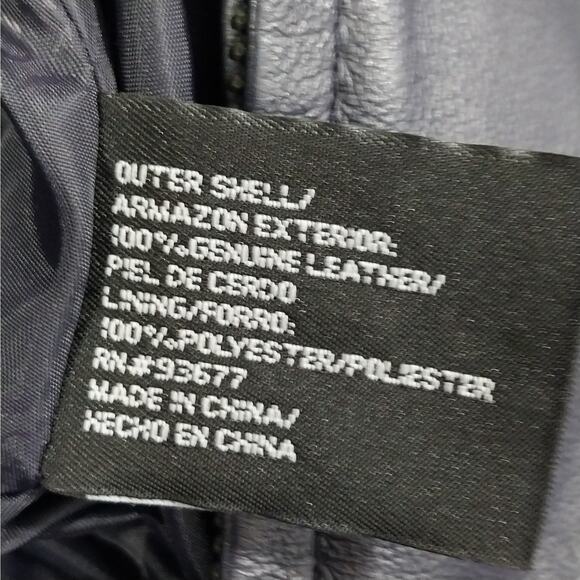 OUTER SHELL/
ARMAZON EXTERIOR:
100%GENUINE LEATHER/
PIEL DE CERDO
LINING/FORRO:
100%POLYESTER/POLIESTER
RN#93677
MADE IN CHINA/
HECHO EN CHINA